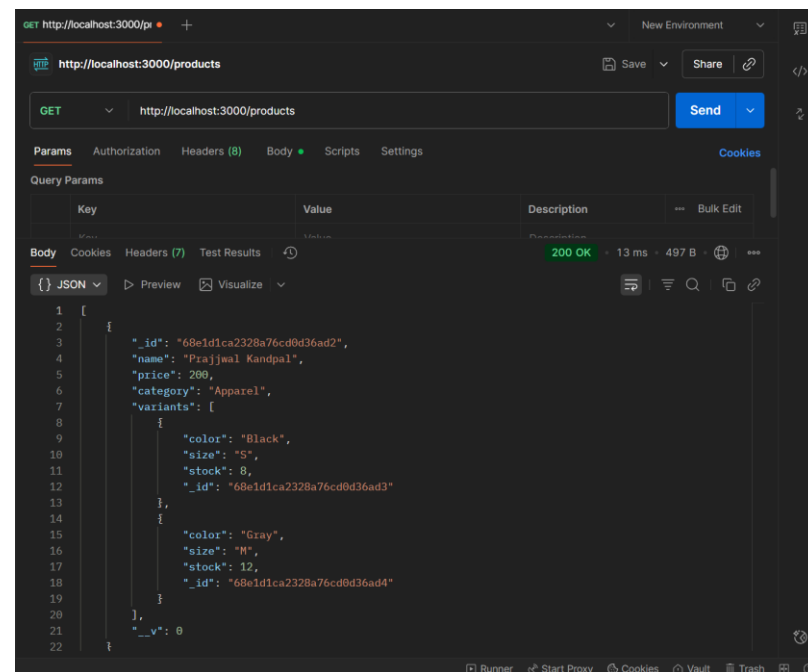 GET http://localhost:3000/pr
New Environment
HTTP http://localhost:3000/products
Save Share
GET http://localhost:3000/products Send
Params Authorization Headers (8) Body Scripts Settings Cookies
Query Params
Key Value Description Bulk Edit
Key Value Description
Body Cookies Headers (7) Test Results 200 OK 13 ms 497 B
{} JSON Preview Visualize
1 [
2 {
3 "_id": "68e1d1ca2328a76cd0d36ad2",
4 "name": "Prajjwal Kandpal",
5 "price": 200,
6 "category": "Apparel",
7 "variants": [
8 {
9 "color": "Black",
10 "size": "S",
11 "stock": 8,
12 "_id": "68e1d1ca2328a76cd0d36ad3"
13 },
14 {
15 "color": "Gray",
16 "size": "M",
17 "stock": 12,
18 "_id": "68e1d1ca2328a76cd0d36ad4"
19 }
20 ],
21 "__v": 0
22 }
Runner Start Proxy Cookies Vault Trash